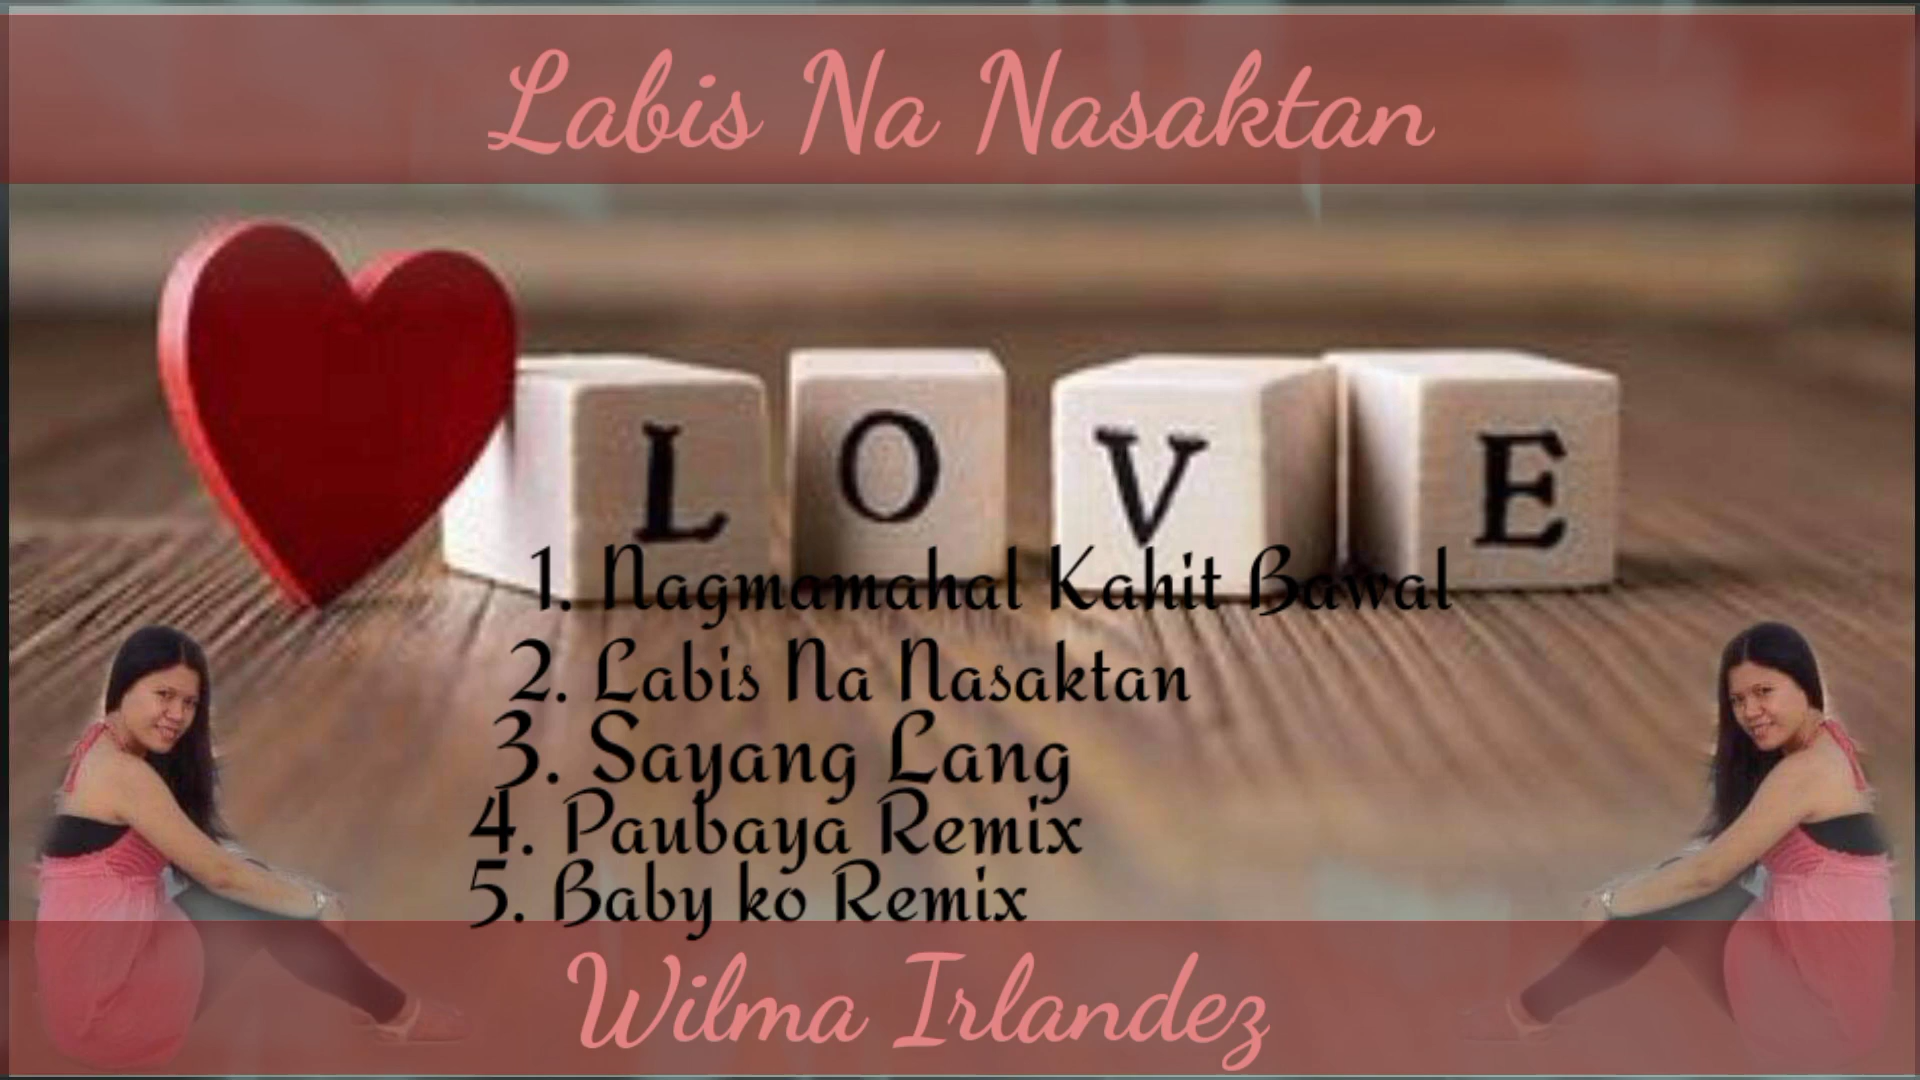 Labis Na Nasaktan
L O V E
1. Nagmamahal Kahit Bawal
2. Labis Na Nasaktan
3. Sayang Lang
4. Paubaya Remix
5. Baby ko Remix
Wilma Irlandez